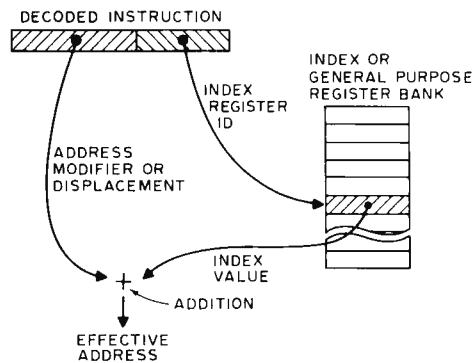 DECODED INSTRUCTION
INDEX OR
GENERAL PURPOSE
REGISTER BANK
INDEX
REGISTER
ID
ADDRESS
MODIFIER OR
DISPLACEMENT
INDEX
VALUE
ADDITION
EFFECTIVE
ADDRESS